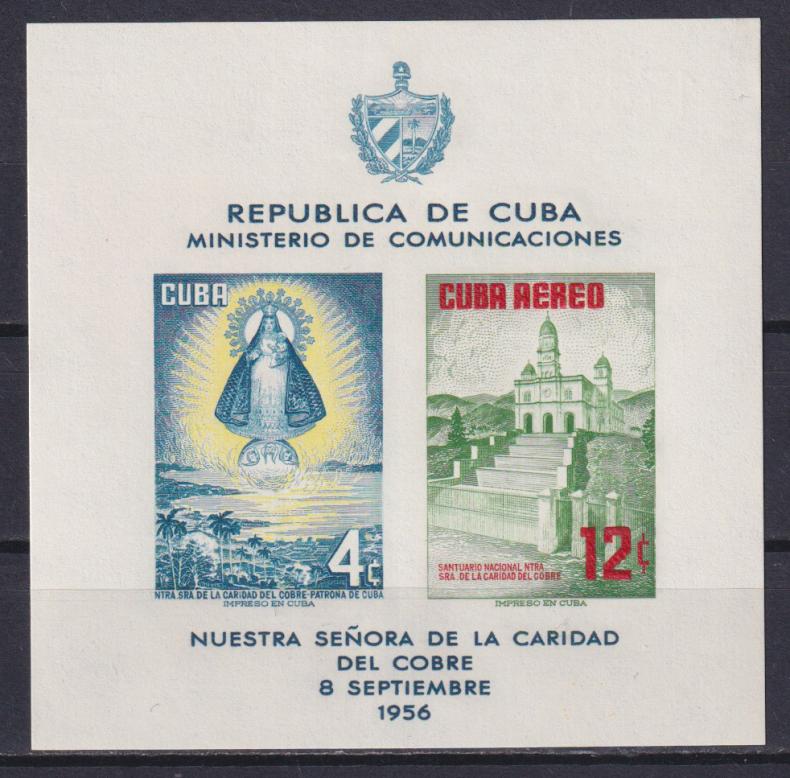 REPUBLICA DE CUBA
MINISTERIO DE COMUNICACIONES
CUBA
4¢
NTRA. SRA. DE LA CARIDAD DEL COBRE-PATRONA DE CUBA
IMPRESO EN CUBA
CUBA AEREO
SANTUARIO NACIONAL NTRA.
SRA. DE LA CARIDAD DEL COBRE
12¢
IMPRESO EN CUBA
NUESTRA SEÑORA DE LA CARIDAD
DEL COBRE
8 SEPTIEMBRE
1956